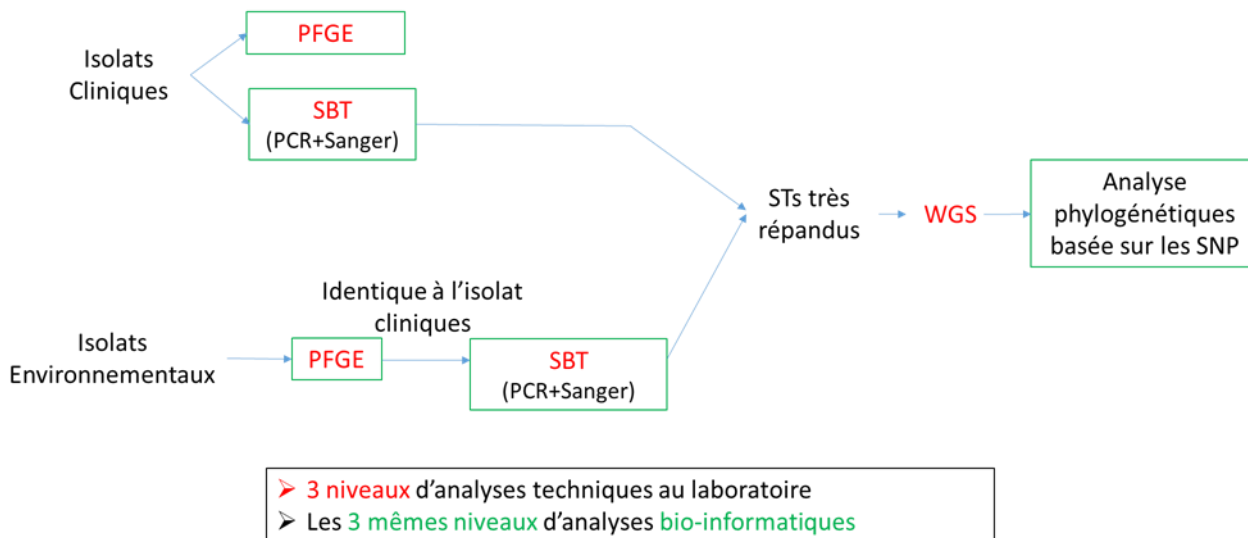 PFGE
Isolats
Cliniques
SBT
(PCR+Sanger)
STs très
répandus
WGS
Analyse
phylogénétiques
basée sur les SNP
Identique à l'isolat
cliniques
Isolats
Environnementaux
PFGE
SBT
(PCR+Sanger)
➢ 3 niveaux d'analyses techniques au laboratoire
➢ Les 3 mêmes niveaux d'analyses bio-informatiques